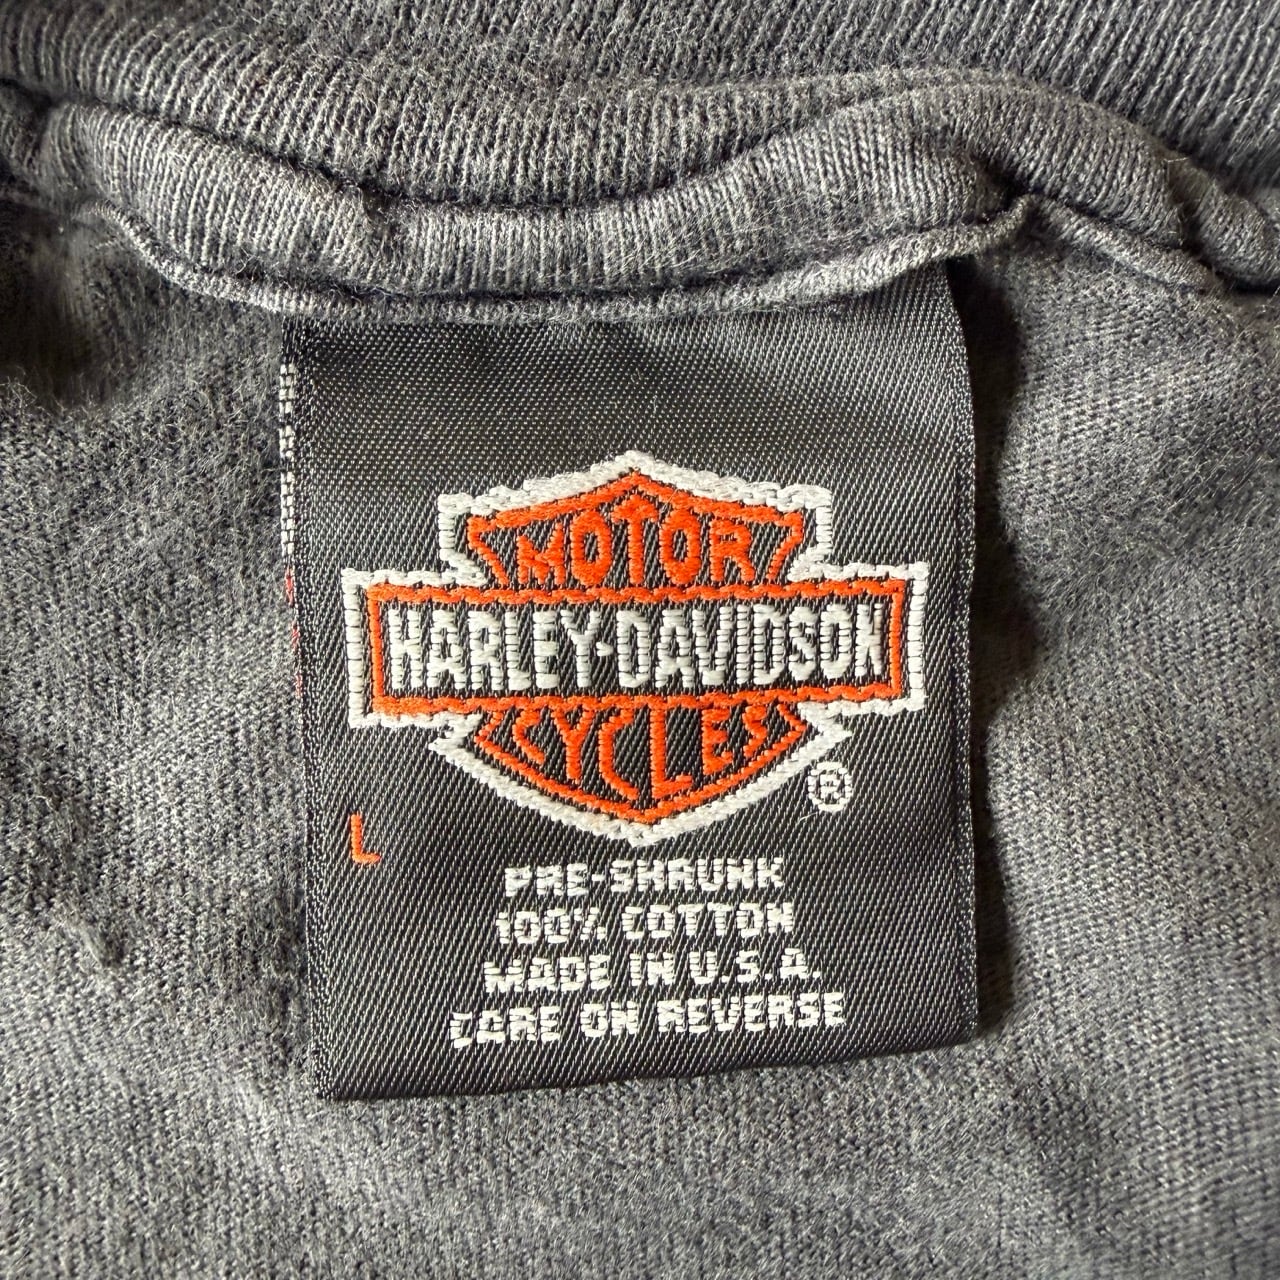 MOTOR
HARLEY-DAVIDSON
CYCLES
®
L
PRE-SHRUNK
100% COTTON
MADE IN U.S.A.
CARE ON REVERSE